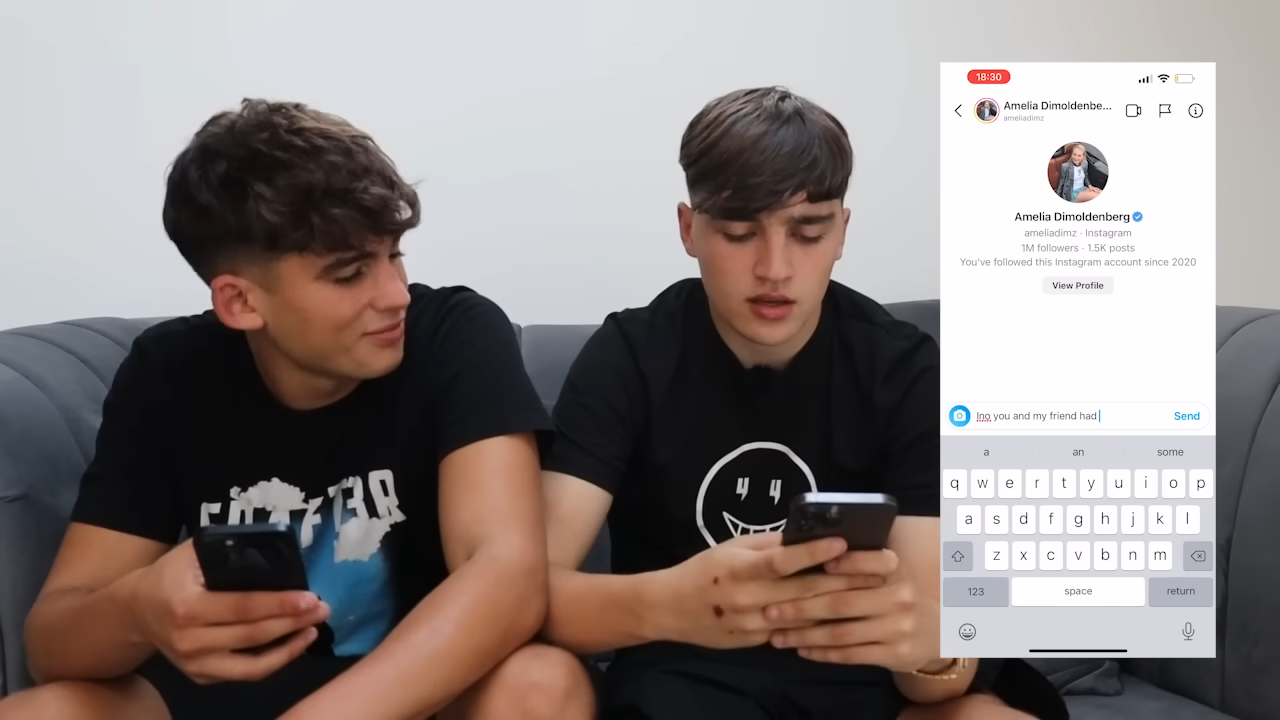 18:30
Amelia Dimoldenbe...
ameliadimz
Amelia Dimoldenberg
ameliadimz · Instagram
1M followers · 1.5K posts
You've followed this Instagram account since 2020
View Profile
Ino you and my friend had
Send
a an some
q w e r t y u i o p
a s d f g h j k l
z x c v b n m
123 space return
44